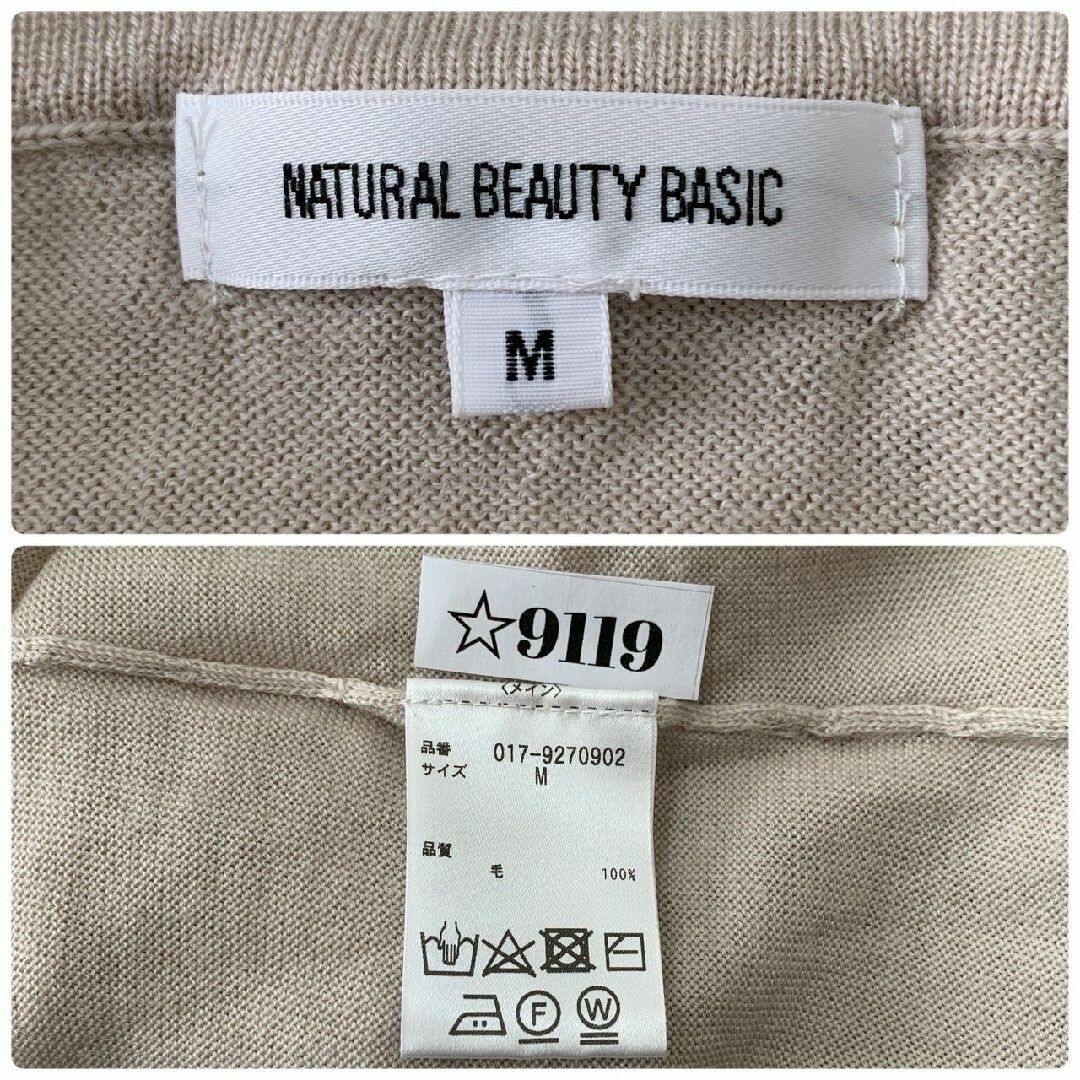 NATURAL BEAUTY BASIC
M
☆9119
〈メイン〉
品番 017-9270902
サイズ M
品質
毛 100%
F W